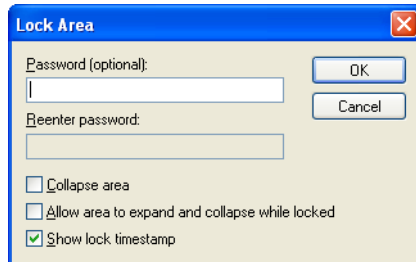 Lock Area
Password (optional):
OK
Cancel
Reenter password:
Collapse area
Allow area to expand and collapse while locked
Show lock timestamp